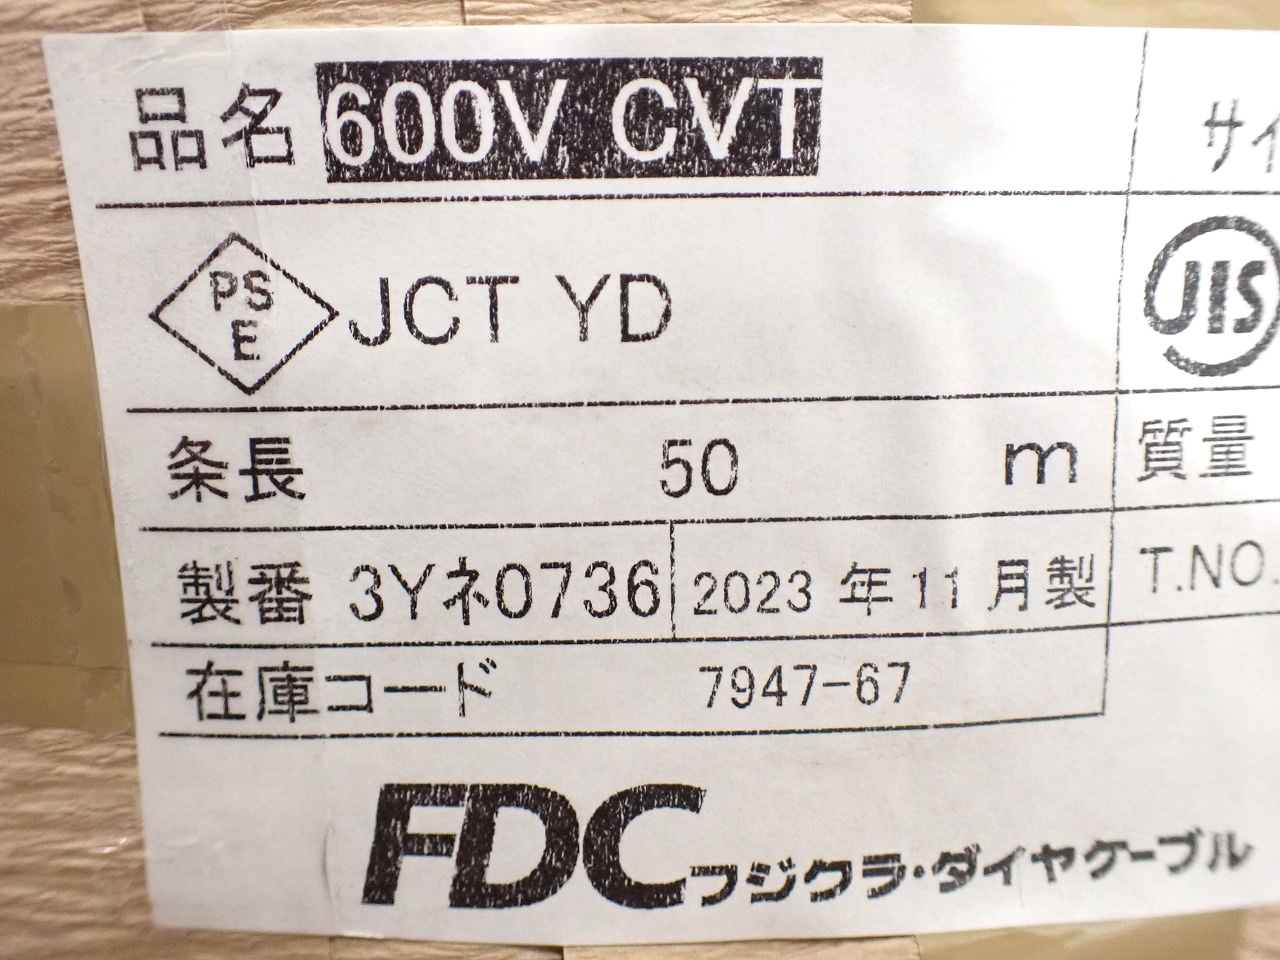 品名 600V CVT サイ
PS E JCT YD JIS
条長 50 m 質量
製番 3Yネ0736 2023 年 11 月製 T.NO.
在庫コード 7947-67
FDC フジクラ・ダイヤケーブル